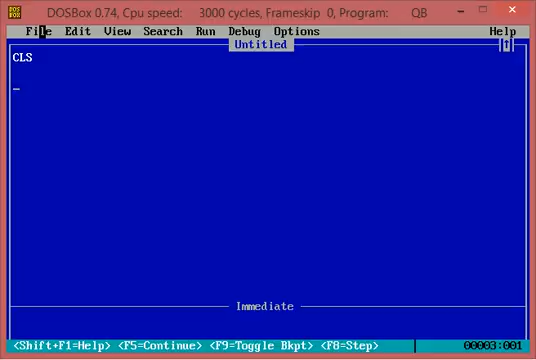 DOSBox 0.74, Cpu speed: 3000 cycles, Frameskip 0, Program: QB
File Edit View Search Run Debug Options Help
Untitled
CLS
Immediate
<Shift+F1=Help> <F5=Continue> <F9=Toggle Bkpt> <F8=Step> 00003:001